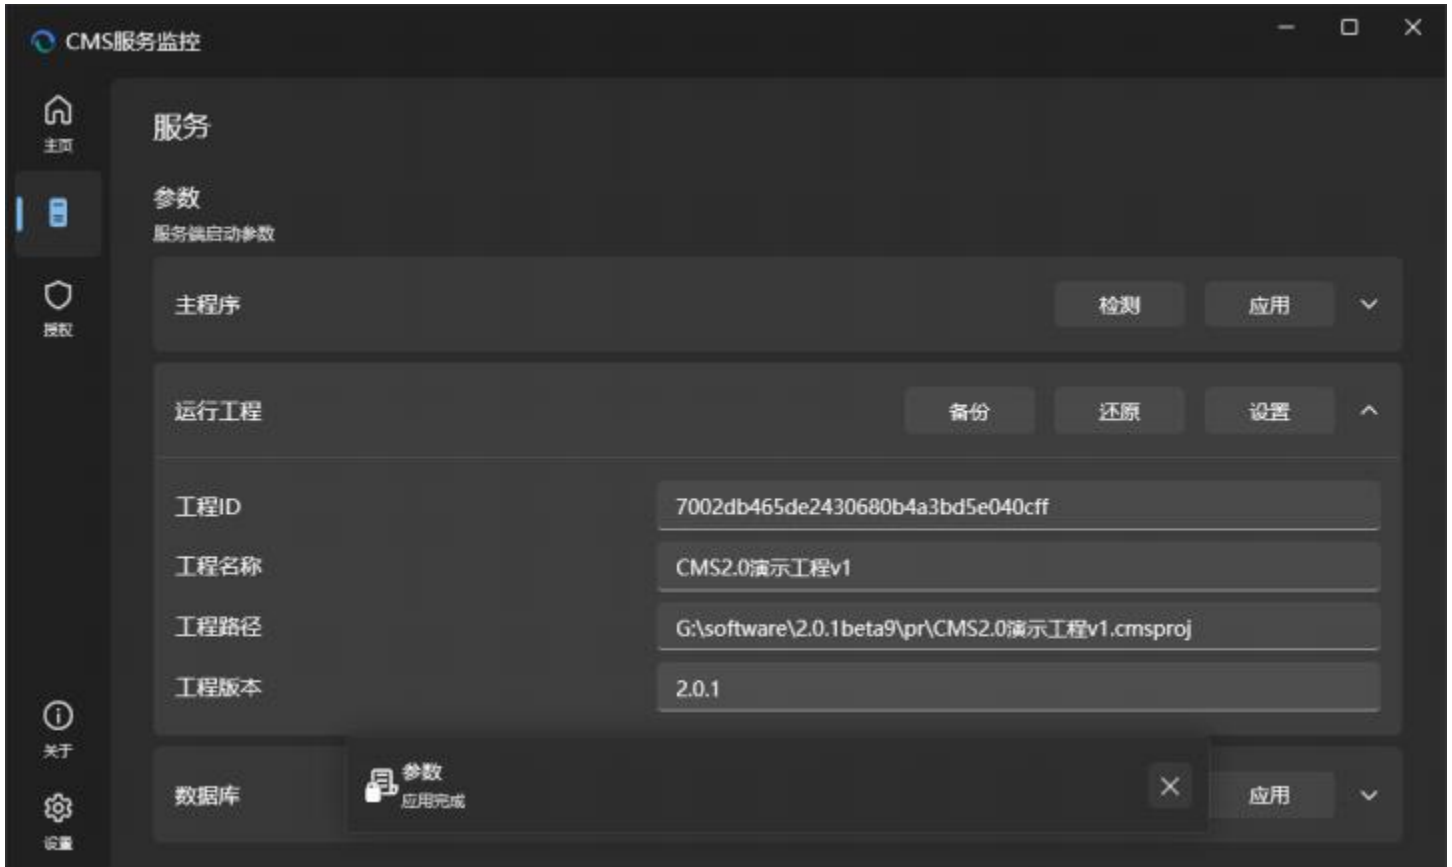 CMS服务监控
主页
服务
参数
服务端启动参数
主程序 检测 应用
授权
运行工程 备份 还原 设置
工程ID 7002db465de2430680b4a3bd5e040cff
工程名称 CMS2.0演示工程v1
工程路径 G:\software\2.0.1beta9\pr\CMS2.0演示工程v1.cmsproj
工程版本 2.0.1
关于
参数
应用完成
数据库 应用
设置